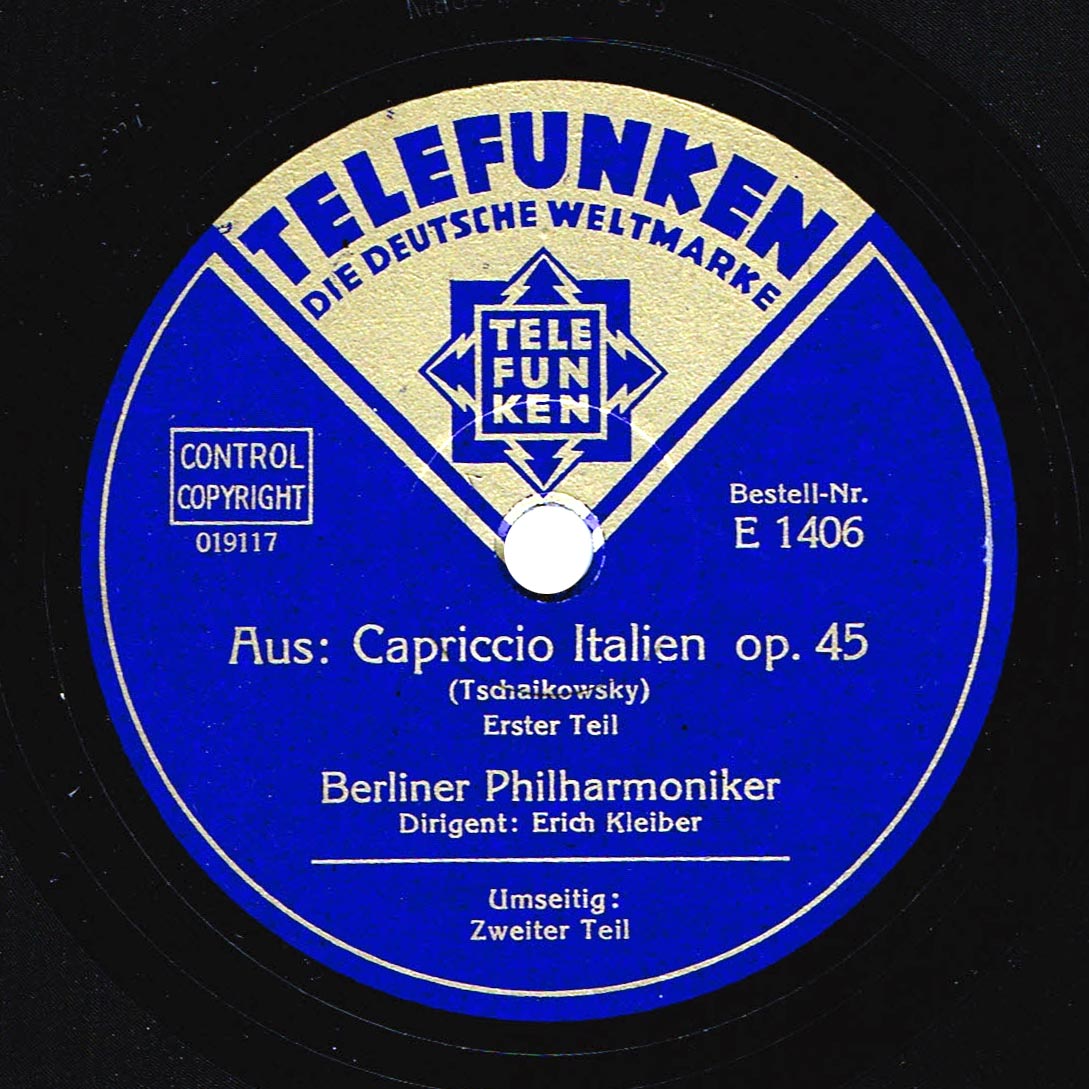 TELEFUNKEN
DIE DEUTSCHE WELTMARKE
TELE
FUN
KEN
CONTROL
COPYRIGHT
019117
Bestell-Nr.
E 1406
Aus: Capriccio Italien op. 45
(Tschaikowsky)
Erster Teil
Berliner Philharmoniker
Dirigent: Erich Kleiber
Umseitig:
Zweiter Teil